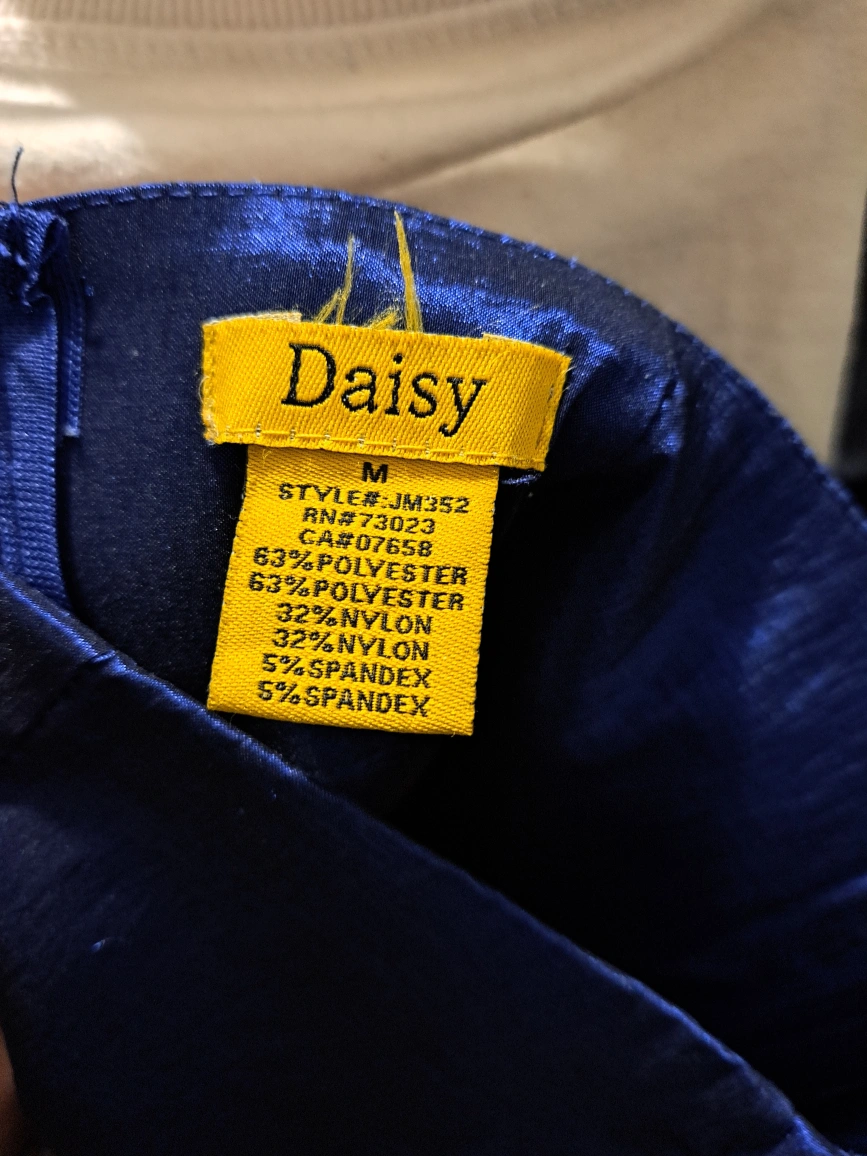 Daisy
M
STYLE#:JM352
RN#73023
CA#07658
63%POLYESTER
63%POLYESTER
32%NYLON
32%NYLON
5%SPANDEX
5%SPANDEX